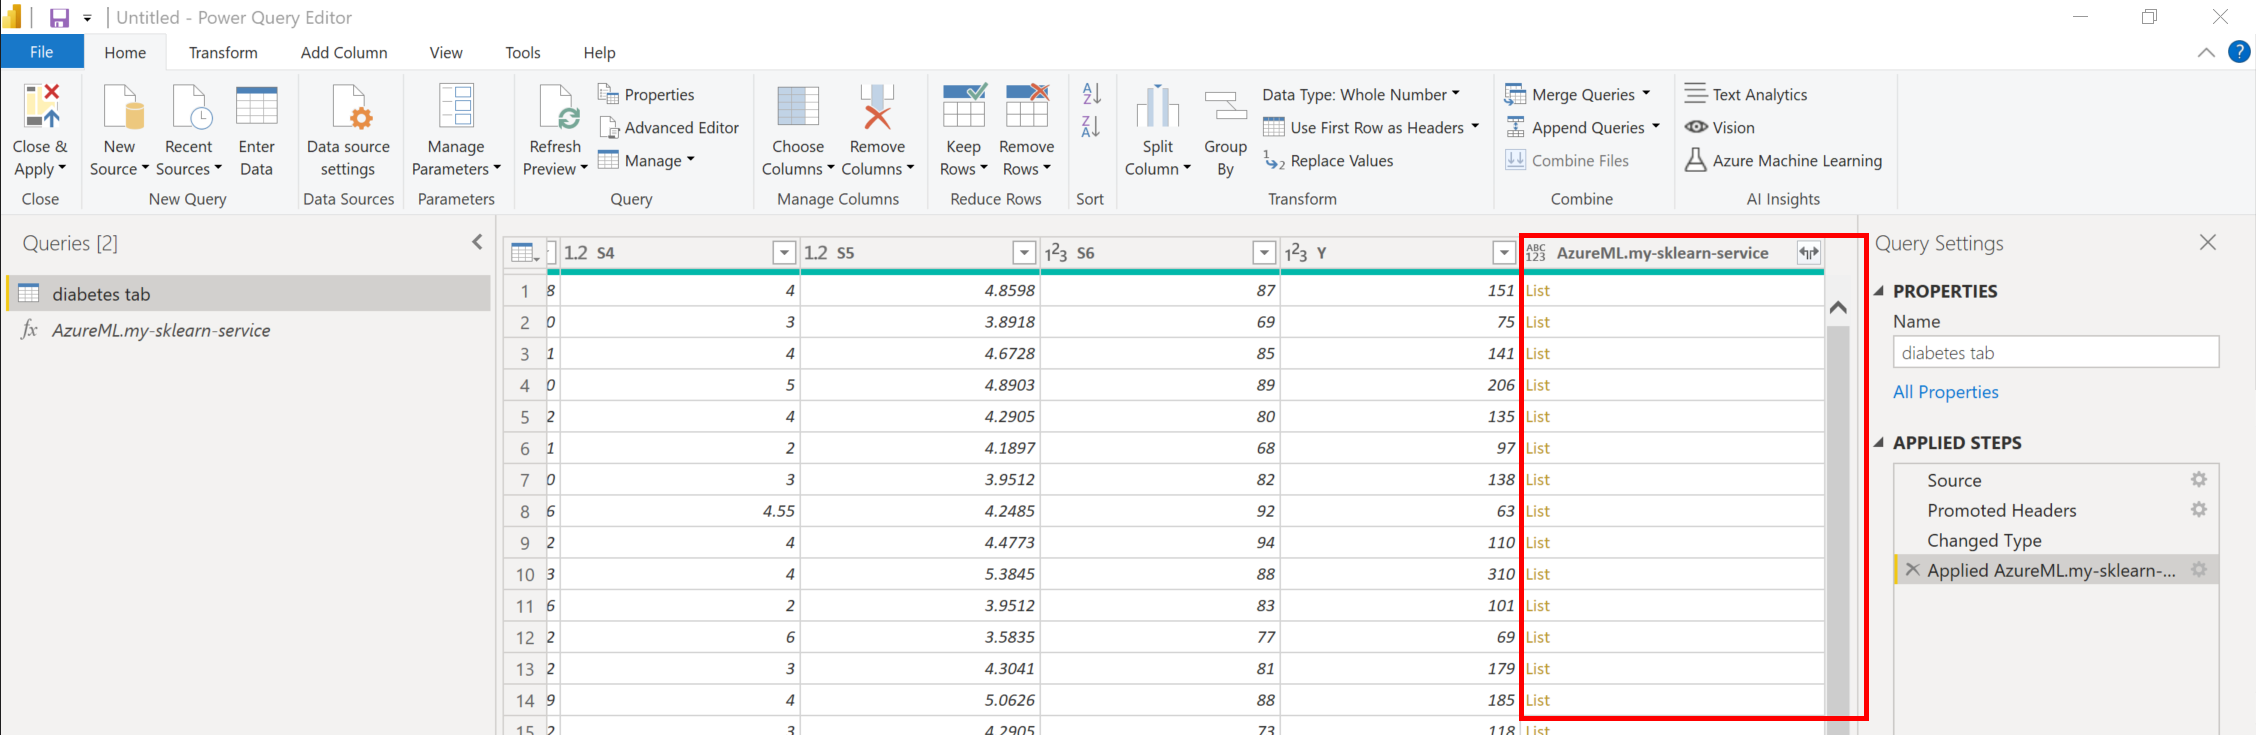 Untitled - Power Query Editor
File Home Transform Add Column View Tools Help
Close & Apply
New Source
Recent Sources
Enter Data
Data source settings
Manage Parameters
Refresh Preview
Properties
Advanced Editor
Manage
Choose Columns
Remove Columns
Keep Rows
Remove Rows
Split Column
Group By
Data Type: Whole Number
Use First Row as Headers
Replace Values
Merge Queries
Append Queries
Combine Files
Text Analytics
Vision
Azure Machine Learning
Close New Query Data Sources Parameters Query Manage Columns Reduce Rows Sort Transform Combine AI Insights
Queries [2]
diabetes tab
fx AzureML.my-sklearn-service
1.2 S4 1.2 S5 123 S6 123 Y ABC 123 AzureML.my-sklearn-service
1 8 4 4.8598 87 151 List
2 0 3 3.8918 69 75 List
3 1 4 4.6728 85 141 List
4 0 5 4.8903 89 206 List
5 2 4 4.2905 80 135 List
6 1 2 4.1897 68 97 List
7 0 3 3.9512 82 138 List
8 6 4.55 4.2485 92 63 List
9 2 4 4.4773 94 110 List
10 3 4 5.3845 88 310 List
11 6 2 3.9512 83 101 List
12 2 6 3.5835 77 69 List
13 2 3 4.3041 81 179 List
14 9 4 5.0626 88 185 List
15 2 3 4.2905 73 118 List
Query Settings
PROPERTIES
Name
diabetes tab
All Properties
APPLIED STEPS
Source
Promoted Headers
Changed Type
Applied AzureML.my-sklearn-...